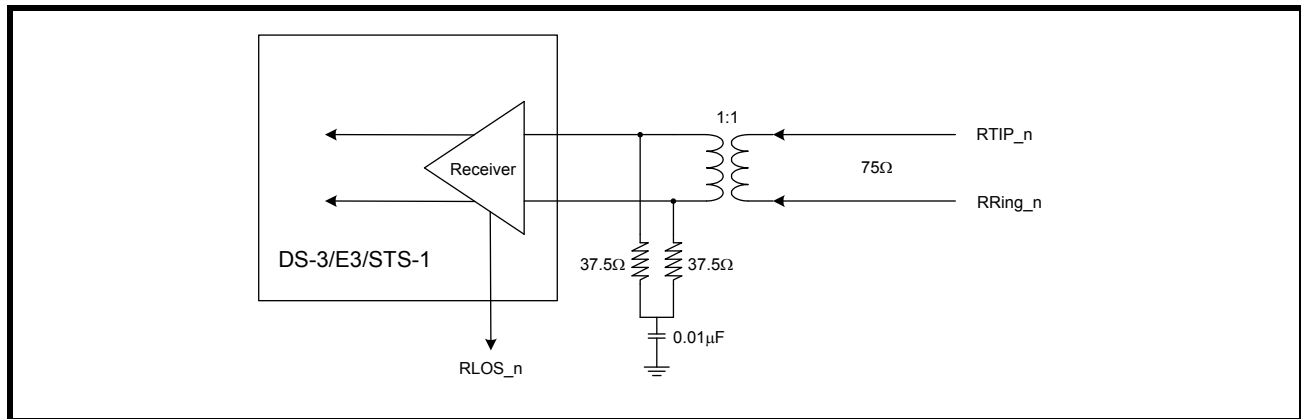 1:1
RTIP_n
Receiver
75Ω
RRing_n
DS-3/E3/STS-1
37.5Ω
37.5Ω
0.01μF
RLOS_n